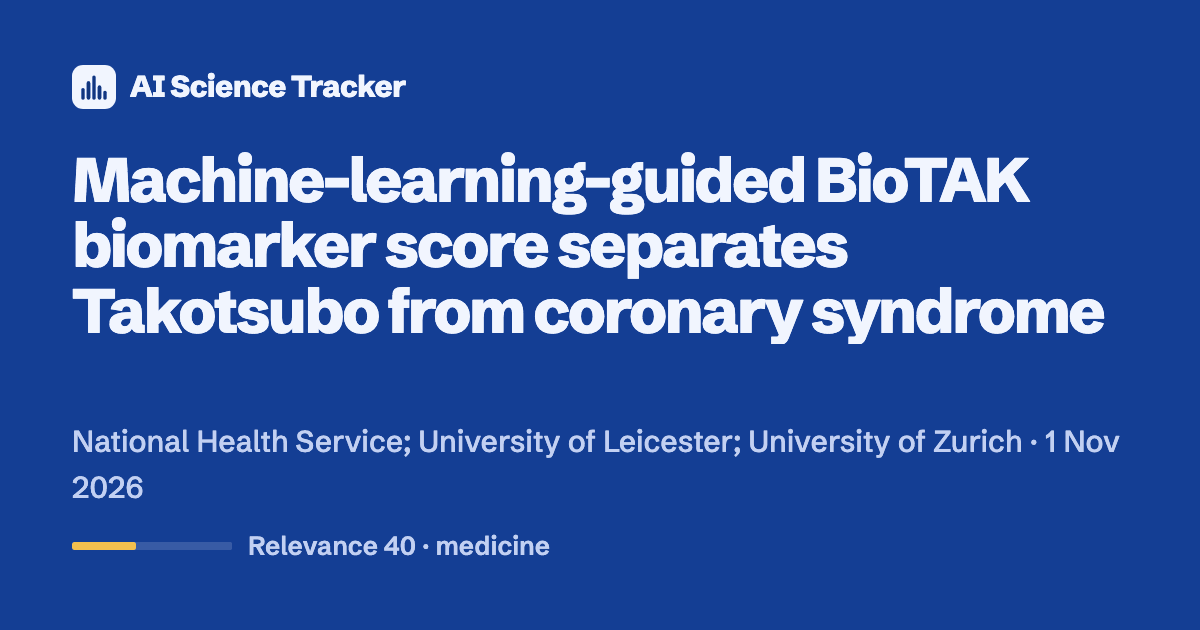 AI Science Tracker
Machine-learning-guided BioTAK
biomarker score separates
Takotsubo from coronary syndrome
National Health Service; University of Leicester; University of Zurich · 1 Nov
2026
Relevance 40 · medicine